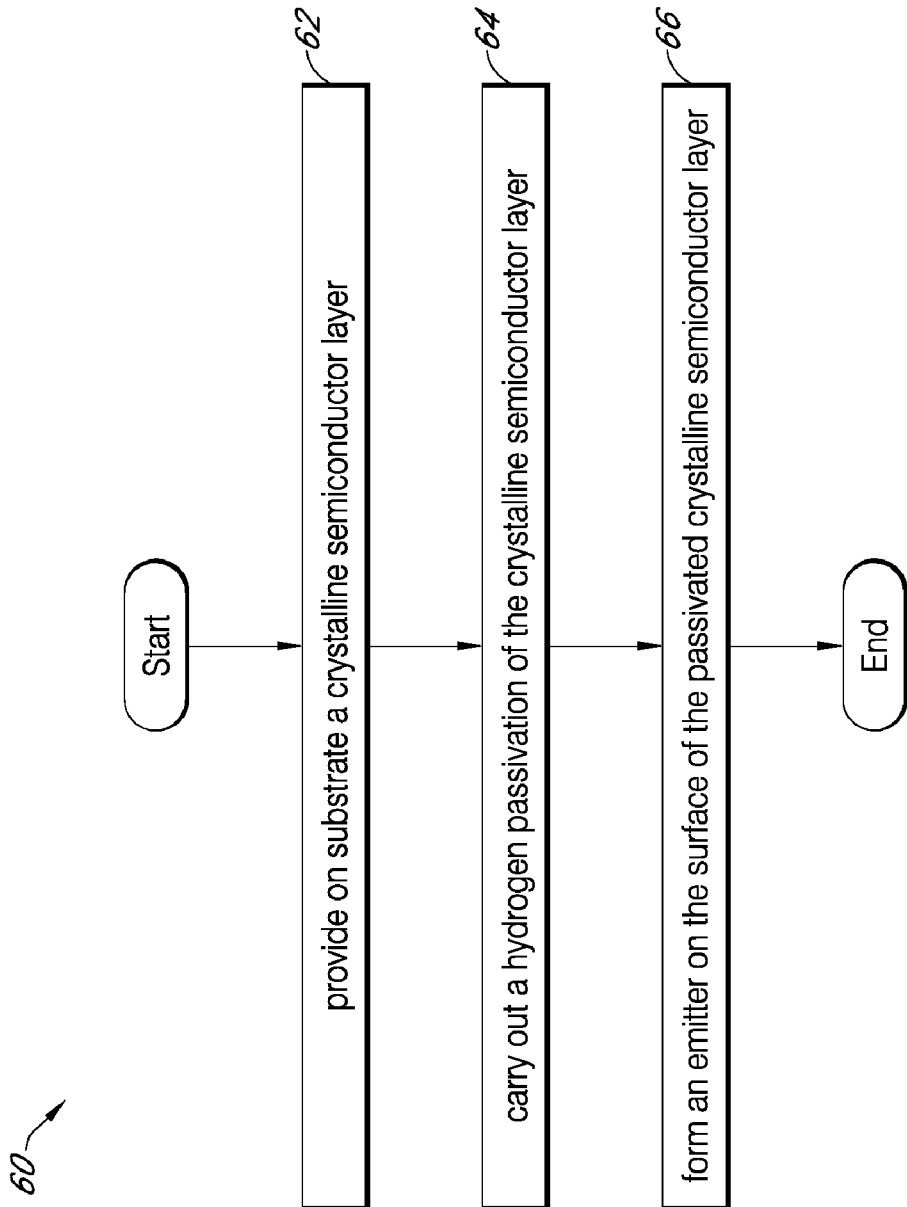 60
Start
provide on substrate a crystalline semiconductor layer
62
carry out a hydrogen passivation of the crystalline semiconductor layer
64
form an emitter on the surface of the passivated crystalline semiconductor layer
66
End